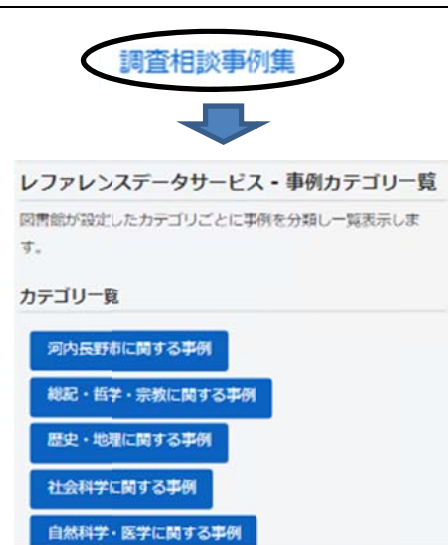 調査相談事例集
レファレンスデータサービス - 事例カテゴリ一覧
図書館が設定したカテゴリごとに事例を分類し一覧表示しま
す。
カテゴリ一覧
河内長野市に関する事例
総記・哲学・宗教に関する事例
歴史・地理に関する事例
社会科学に関する事例
自然科学・医学に関する事例